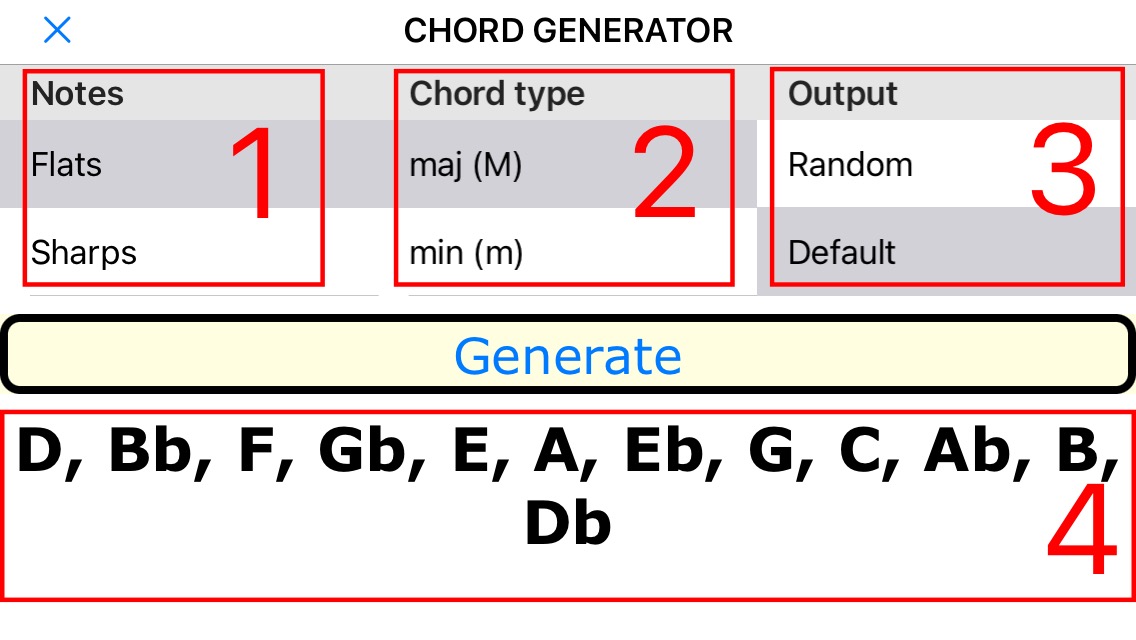 CHORD GENERATOR
Notes
Chord type
Output
1
2
3
Flats
maj (M)
Random
Sharps
min (m)
Default
Generate
D, Bb, F, Gb, E, A, Eb, G, C, Ab, B,
Db
4